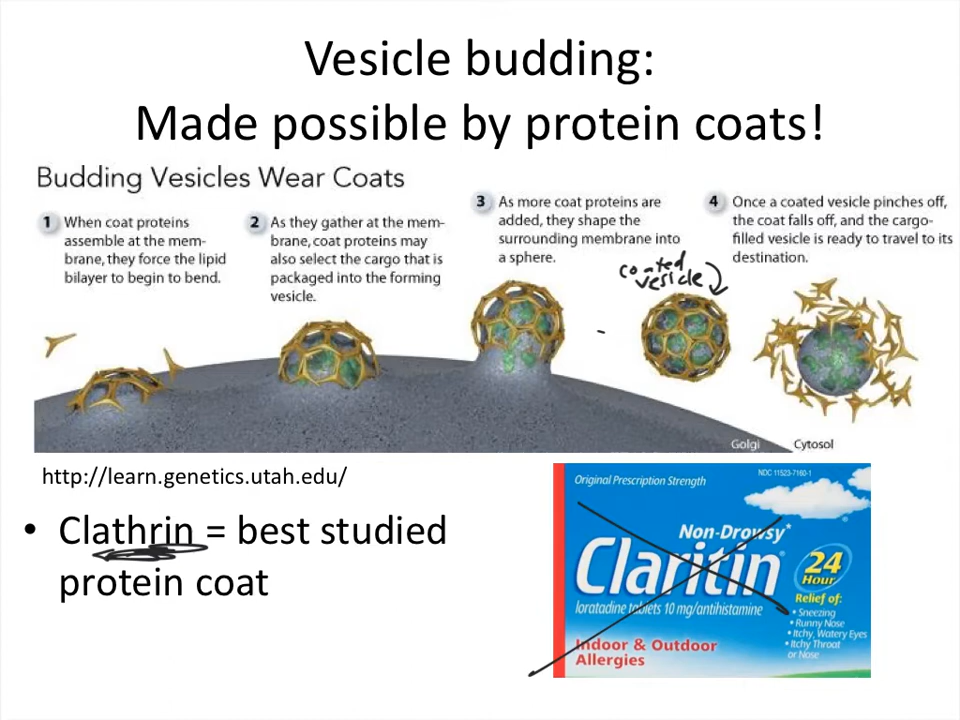 Vesicle budding:
Made possible by protein coats!
Budding Vesicles Wear Coats
1 When coat proteins
assemble at the mem-
brane, they force the lipid
bilayer to begin to bend.
2 As they gather at the mem-
brane, coat proteins may
also select the cargo that is
packaged into the forming
vesicle.
3 As more coat proteins are
added, they shape the
surrounding membrane into
a sphere.
4 Once a coated vesicle pinches off,
the coat falls off, and the cargo-
filled vesicle is ready to travel to its
destination.
coated
vesicle
Golgi
Cytosol
http://learn.genetics.utah.edu/
• Clathrin = best studied
protein coat
Original Prescription Strength
NDC 11523-7160-1
Non-Drowsy*
Claritin
24
Hour
loratadine tablets 10 mg/antihistamine
Relief of:
• Sneezing
• Runny Nose
• Itchy, Watery Eyes
• Itchy Throat
or Nose
Indoor & Outdoor
Allergies